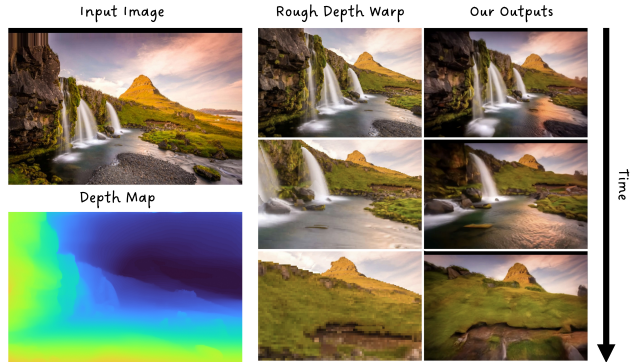 Input Image
Rough Depth Warp
Our Outputs
Depth Map
Time